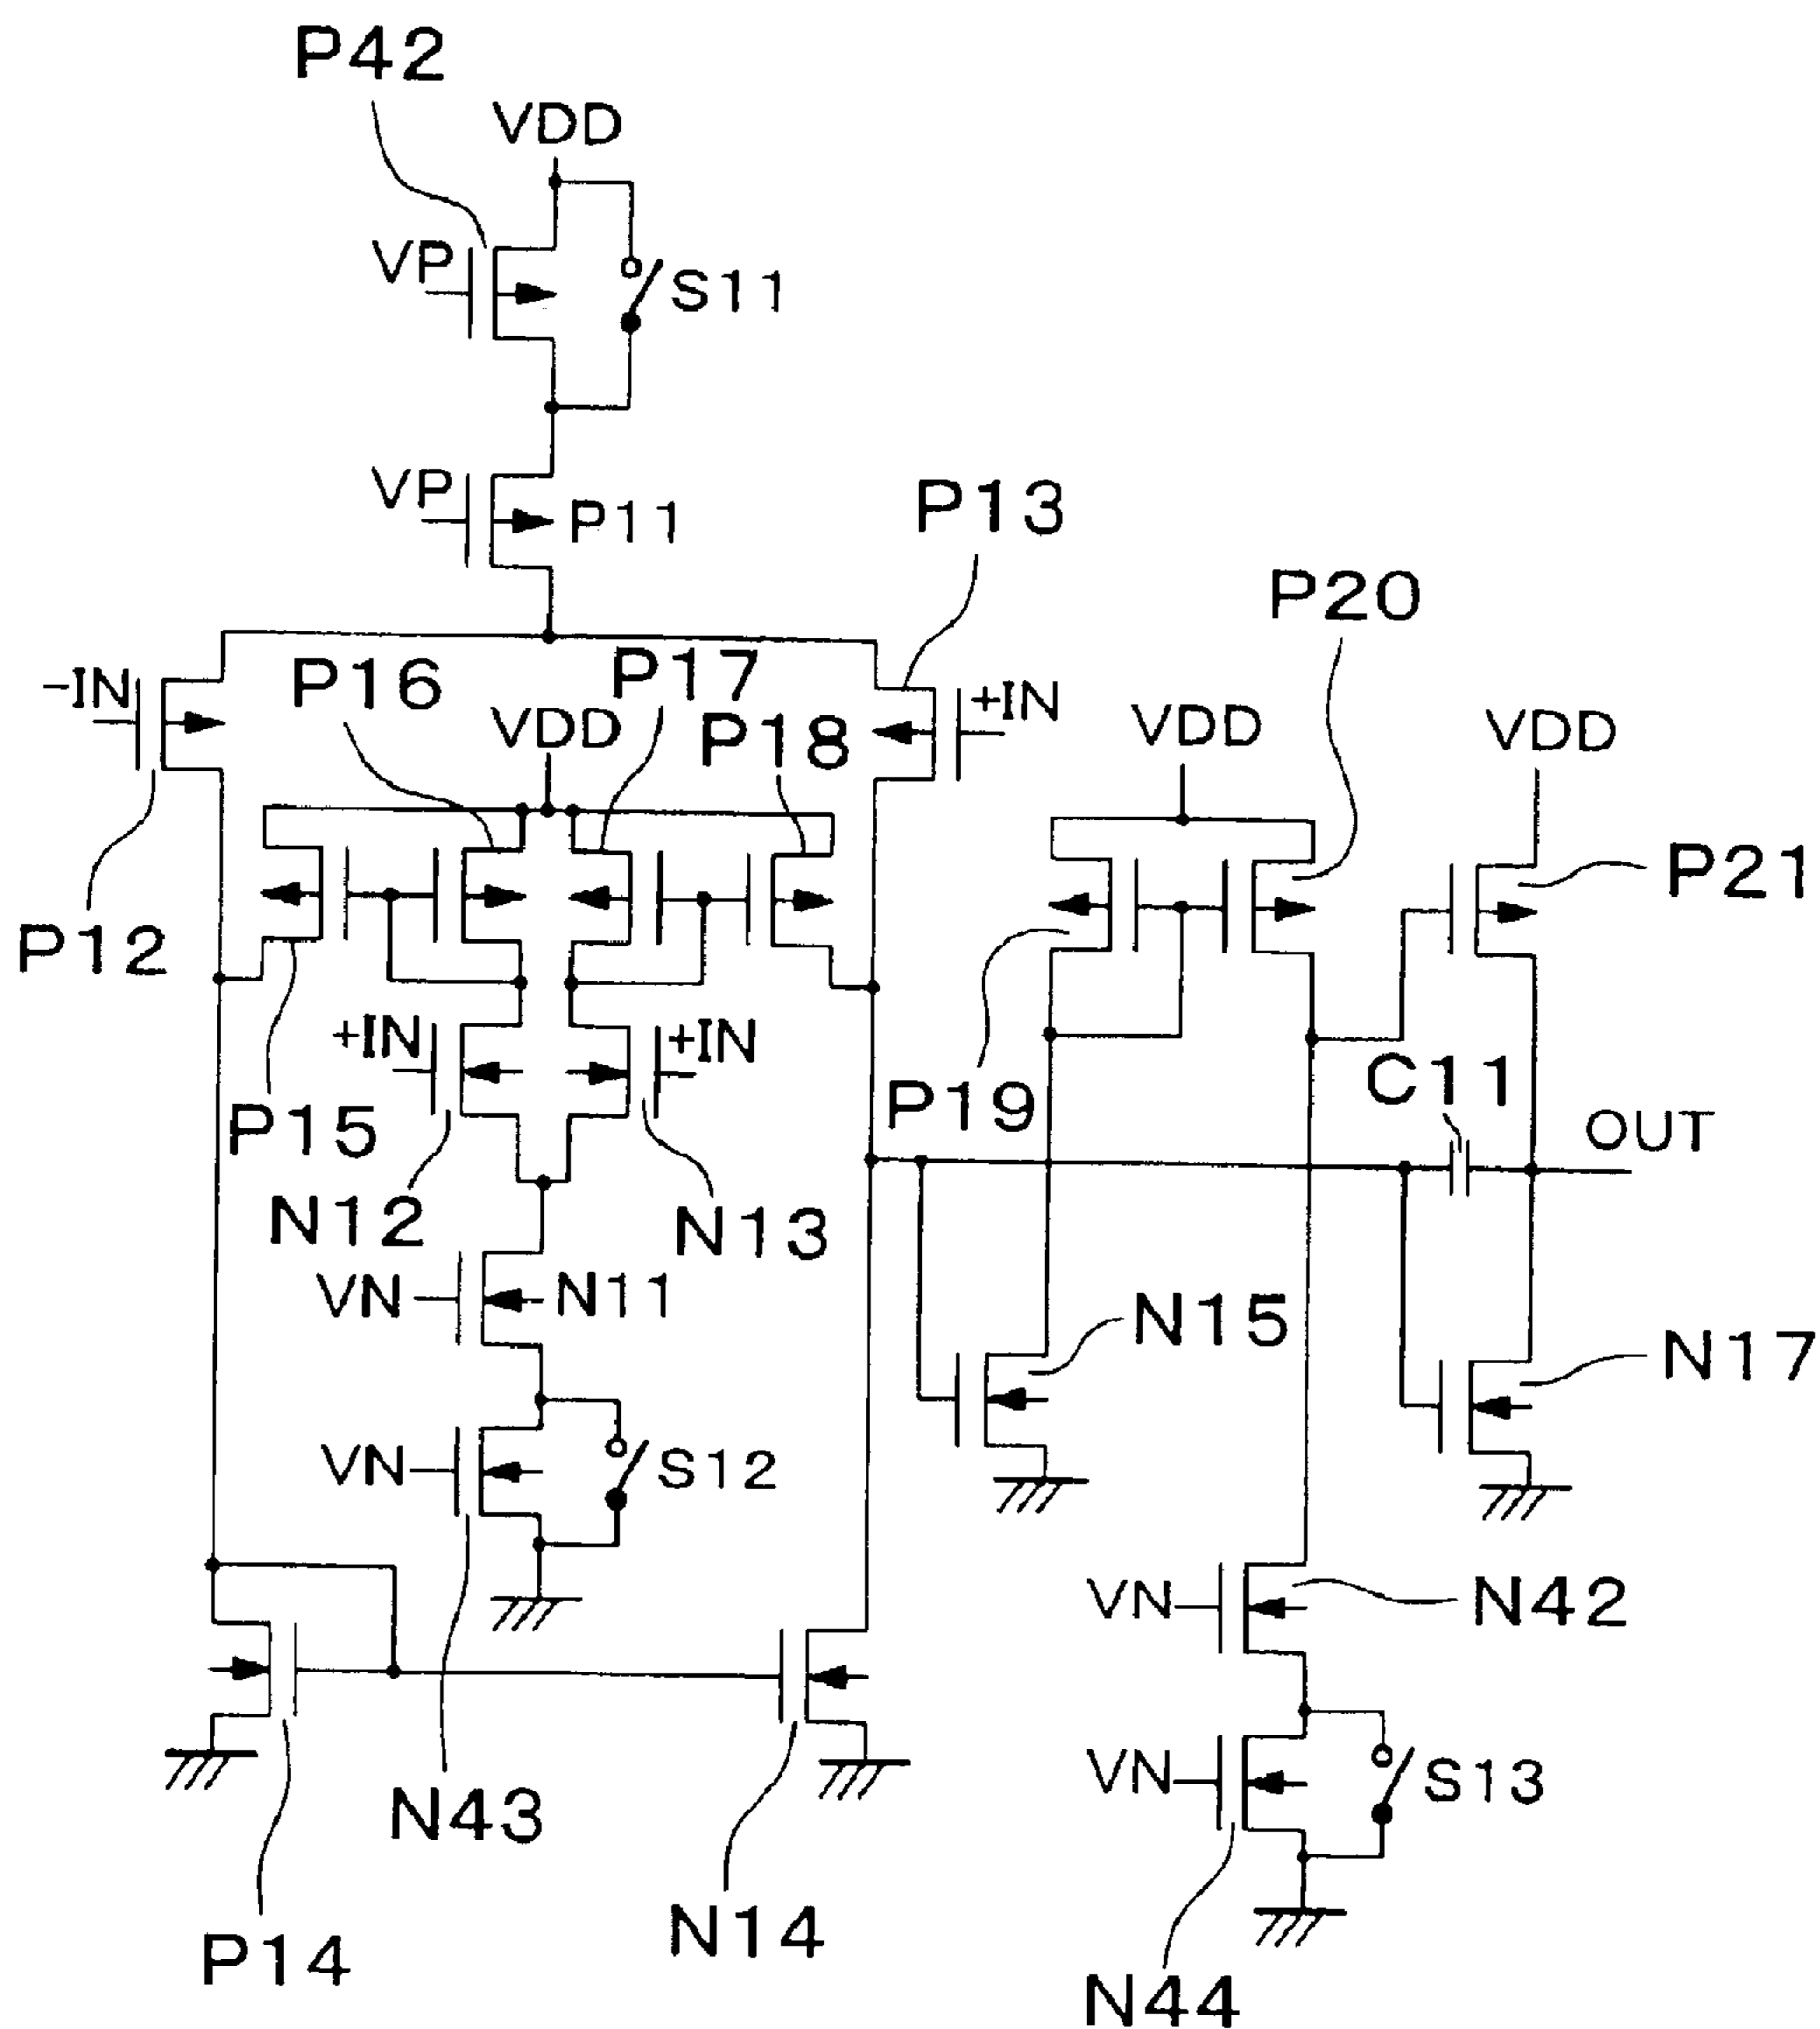 P42
VDD
VP
S11
VP
P11
P13
P20
-IN
P16
P17
+IN
VDD
P18
VDD
VDD
P21
P12
+IN
+IN
P15
P19
C11
OUT
N12
N13
VN
N11
N15
N17
VN
S12
VN
N42
N43
VN
S13
P14
N14
N44